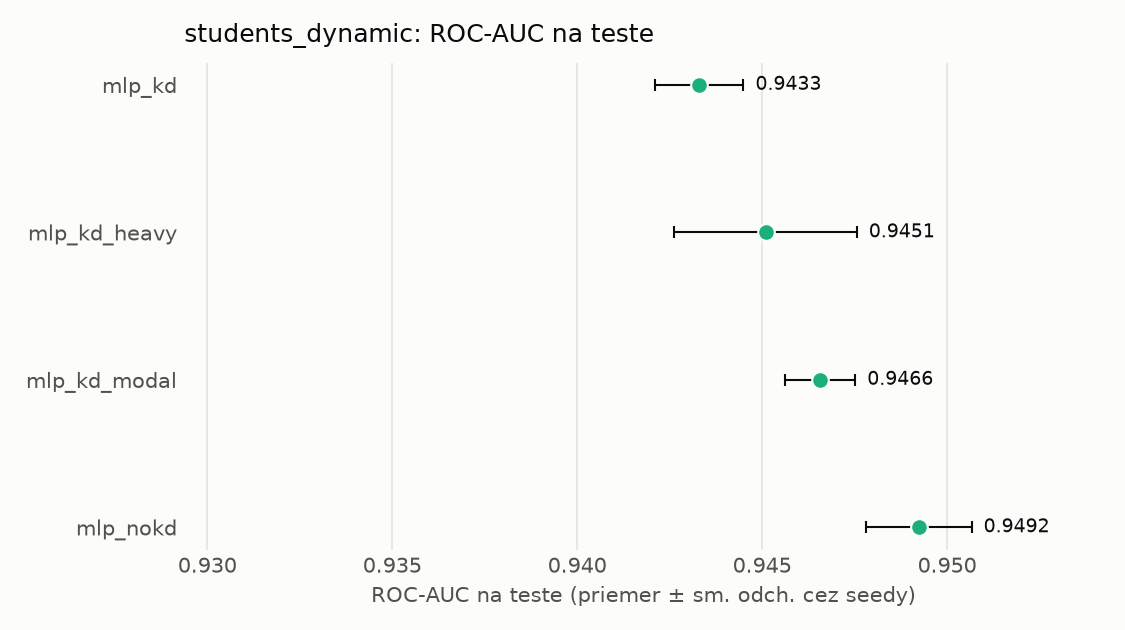 students_dynamic: ROC-AUC na teste
mlp_kd
0.9433
mlp_kd_heavy
0.9451
mlp_kd_modal
0.9466
mlp_nokd
0.9492
0.930 0.935 0.940 0.945 0.950
ROC-AUC na teste (priemer ± sm. odch. cez seedy)